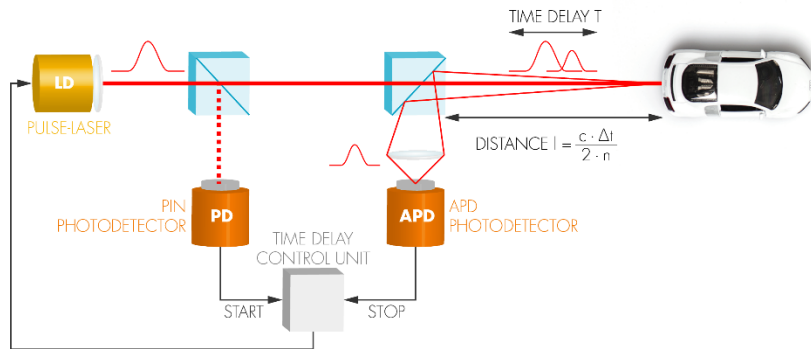 TIME DELAY T
LD
PULSE-LASER
DISTANCE l = c · Δt
2 · n
PIN
PHOTODETECTOR
PD
APD
APD
PHOTODETECTOR
TIME DELAY
CONTROL UNIT
START
STOP